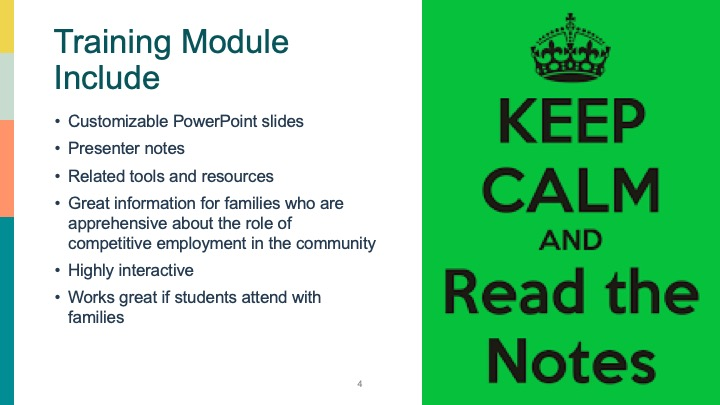 Training Module
Include
• Customizable PowerPoint slides
• Presenter notes
• Related tools and resources
• Great information for families who are
apprehensive about the role of
competitive employment in the community
• Highly interactive
• Works great if students attend with
families
4
KEEP
CALM
AND
Read the
Notes